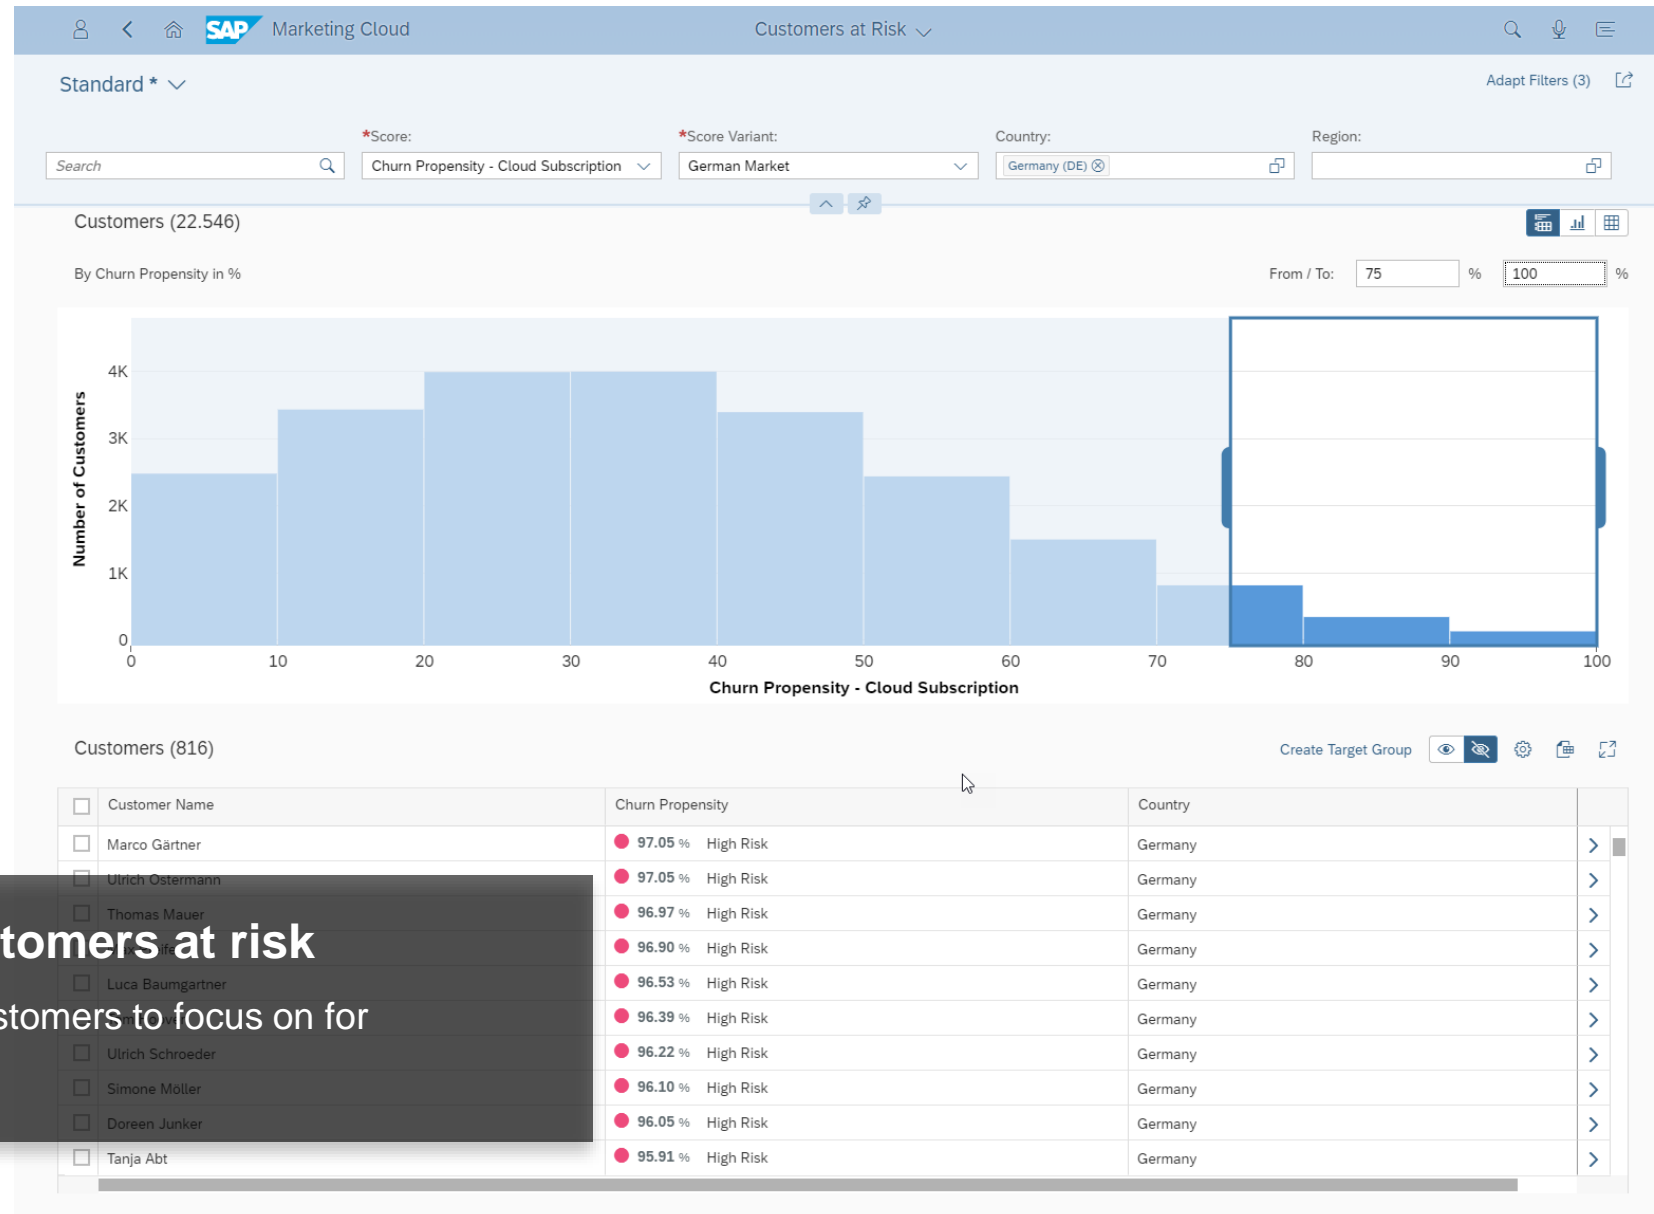 SAP Marketing Cloud
Customers at Risk
Standard *
Adapt Filters (3)
*Score:
*Score Variant:
Country:
Region:
Search
Churn Propensity - Cloud Subscription
German Market
Germany (DE)
Customers (22.546)
By Churn Propensity in %
From / To: 75 % 100 %
Number of Customers
4K
3K
2K
1K
0
0 10 20 30 40 50 60 70 80 90 100
Churn Propensity - Cloud Subscription
Customers (816)
Create Target Group
Customer Name Churn Propensity Country
Marco Gärtner 97.05 % High Risk Germany
Ulrich Ostermann 97.05 % High Risk Germany
Thomas Mauer 96.97 % High Risk Germany
tomers at risk
96.90 % High Risk Germany
Luca Baumgartner 96.53 % High Risk Germany
stomers to focus on for
96.39 % High Risk Germany
Ulrich Schroeder 96.22 % High Risk Germany
Simone Möller 96.10 % High Risk Germany
Doreen Junker 96.05 % High Risk Germany
Tanja Abt 95.91 % High Risk Germany